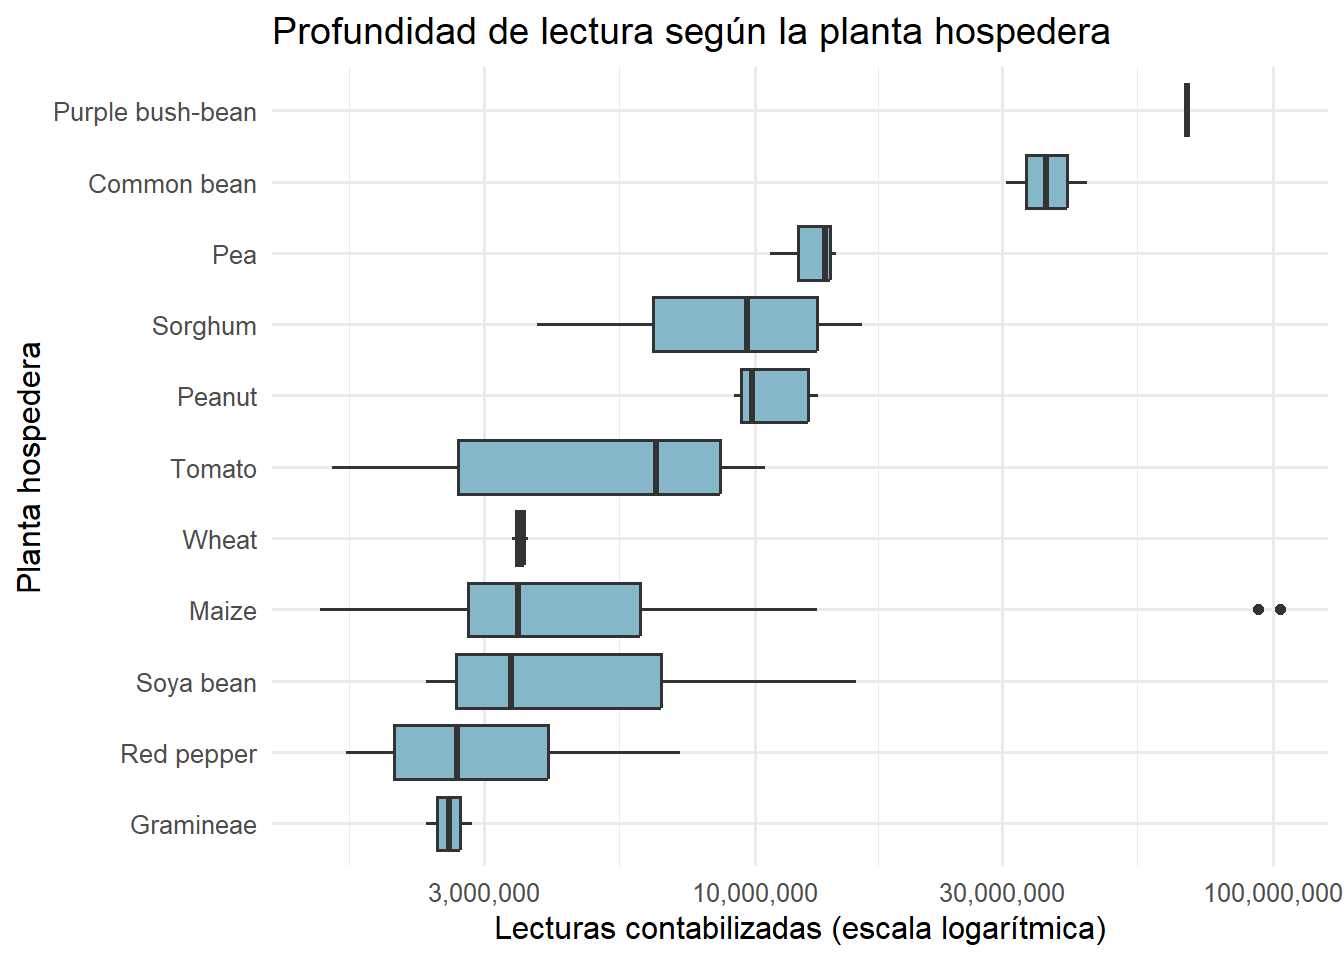 Profundidad de lectura según la planta hospedera
Planta hospedera
Purple bush-bean
Common bean
Pea
Sorghum
Peanut
Tomato
Wheat
Maize
Soya bean
Red pepper
Gramineae
3,000,000 10,000,000 30,000,000 100,000,000
Lecturas contabilizadas (escala logarítmica)